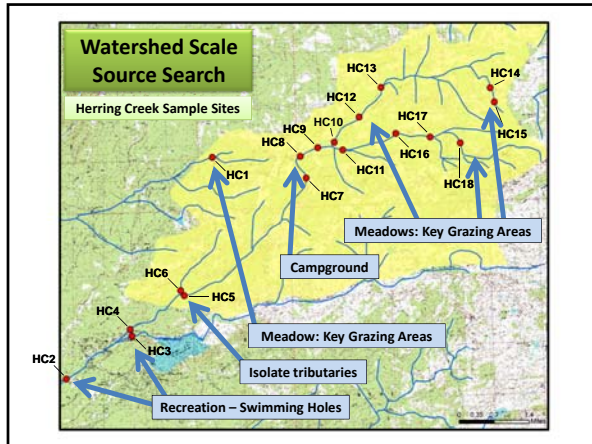 Watershed Scale
Source Search
Herring Creek Sample Sites
HC13
HC14
HC12
HC10
HC17
HC9
HC15
HC8
HC16
HC11
HC1
HC7
HC18
Meadows: Key Grazing Areas
Campground
HC6
HC5
HC4
HC3
Meadow: Key Grazing Areas
HC2
Isolate tributaries
Recreation – Swimming Holes